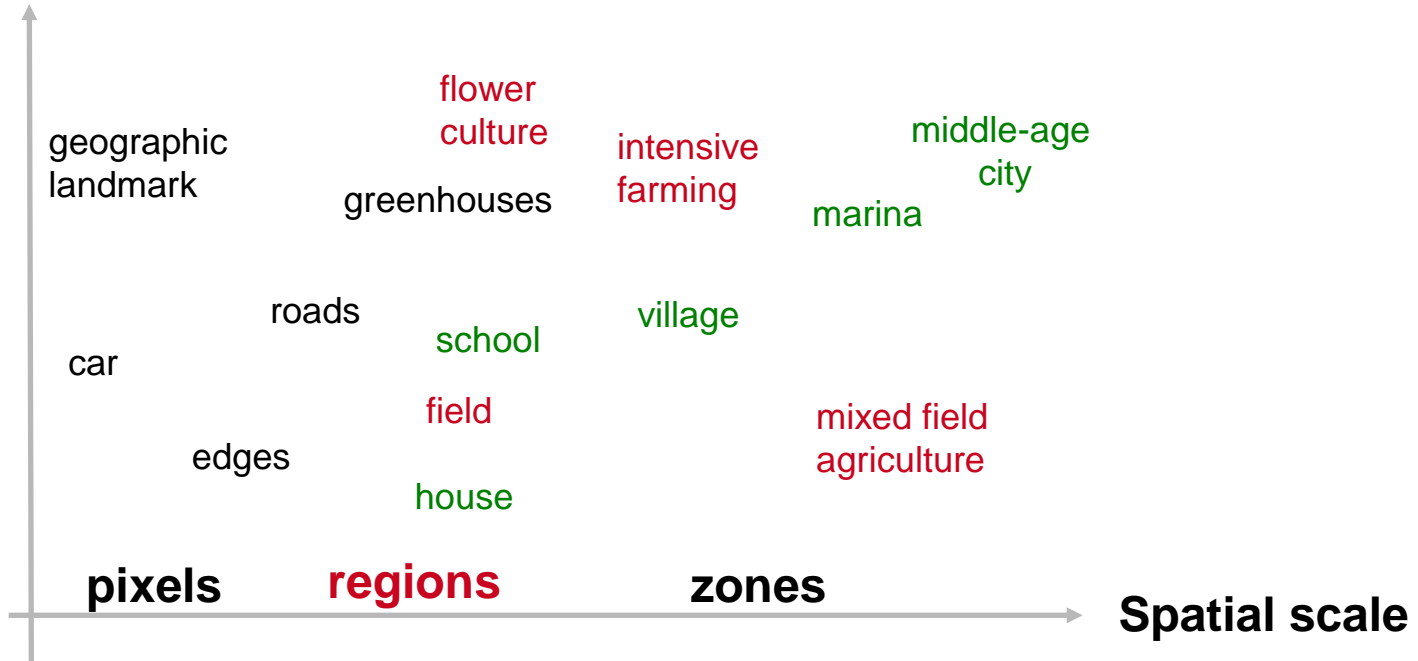 flower
culture
geographic
landmark
intensive
farming
middle-age
city
greenhouses
marina
roads
school
village
car
field
mixed field
agriculture
edges
house
pixels
regions
zones
Spatial scale